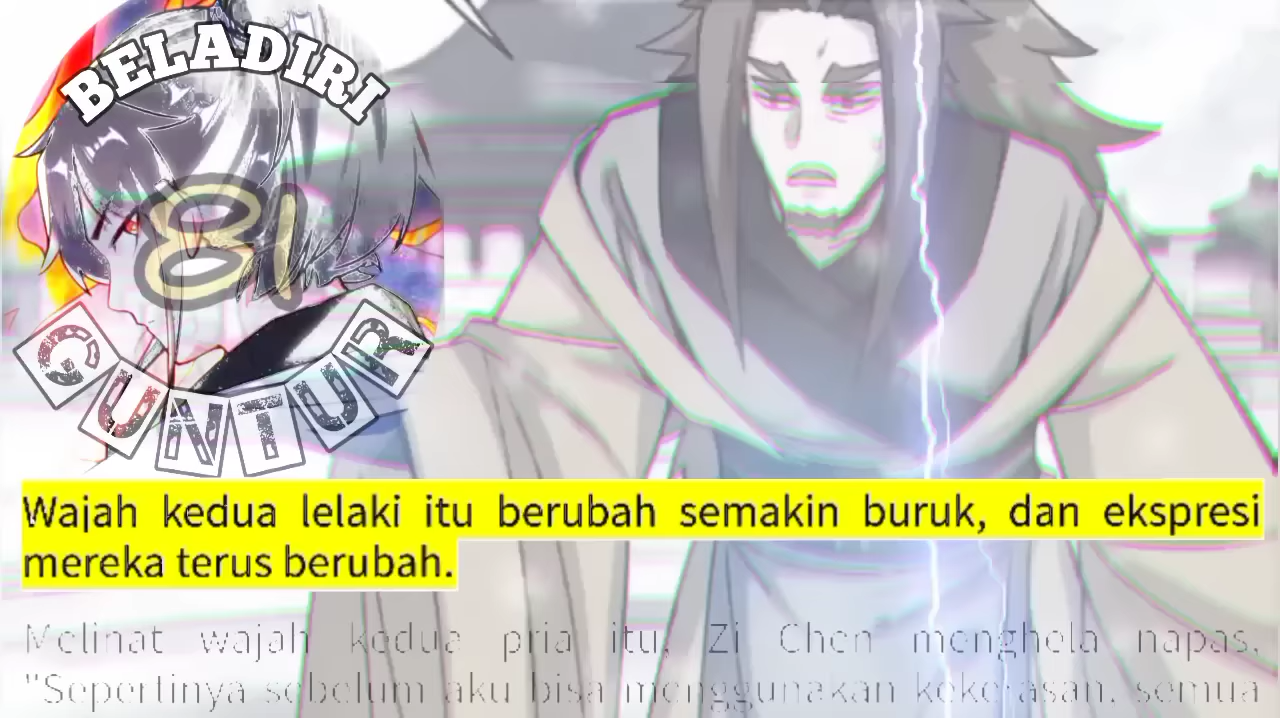 BELADIRI
81
GUNTUR
Wajah kedua lelaki itu berubah semakin buruk, dan ekspresi
mereka terus berubah.
Melihat wajah kedua pria itu, Zi Chen menghela napas,
"Sepertinya sebelum aku bisa menggunakan kekerasan, semua